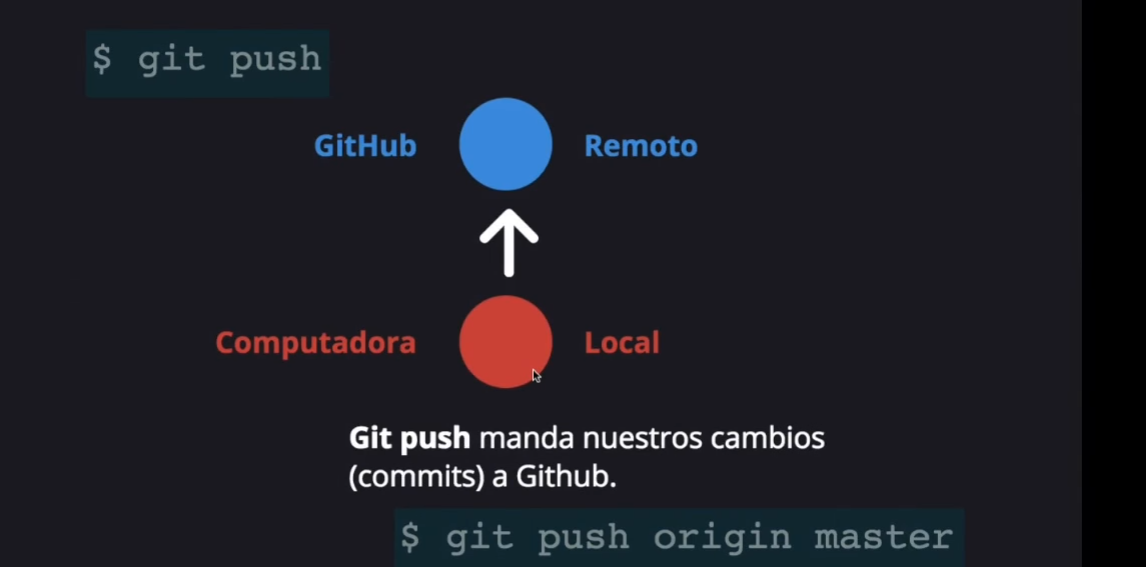 $ git push
GitHub Remoto
Computadora Local
Git push manda nuestros cambios
(commits) a Github.
$ git push origin master